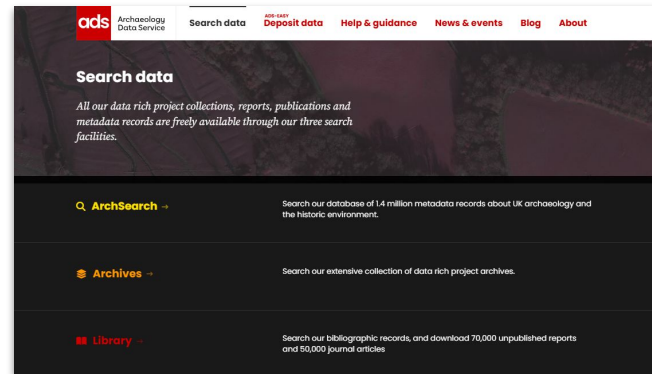 ads
Archaeology
Data Service
Search data
ADS-EASY
Deposit data
Help & guidance
News & events
Blog
About
Search data
All our data rich project collections, reports, publications and
metadata records are freely available through our three search
facilities.
ArchSearch →
Search our database of 1.4 million metadata records about UK archaeology and
the historic environment.
Archives →
Search our extensive collection of data rich project archives.
Library →
Search our bibliographic records, and download 70,000 unpublished reports
and 50,000 journal articles